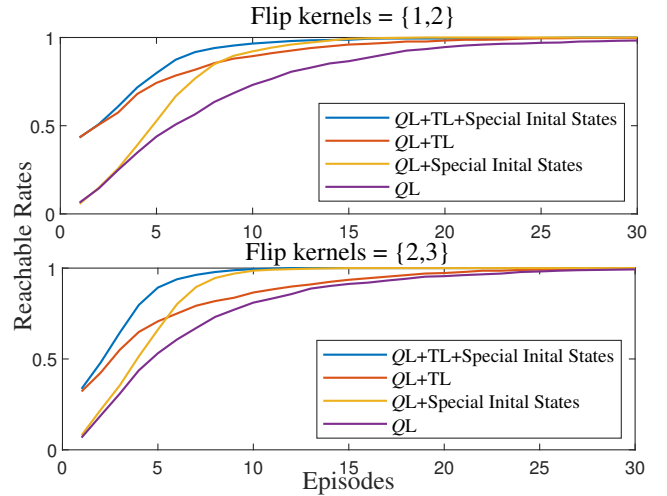 Flip kernels = {1,2}
1
0.5
0
QL+TL+Special Inital States
QL+TL
QL+Special Inital States
QL
0 5 10 15 20 25 30
Reachable Rates
Flip kernels = {2,3}
1
0.5
0
QL+TL+Special Inital States
QL+TL
QL+Special Inital States
QL
0 5 10 15 20 25 30
Episodes